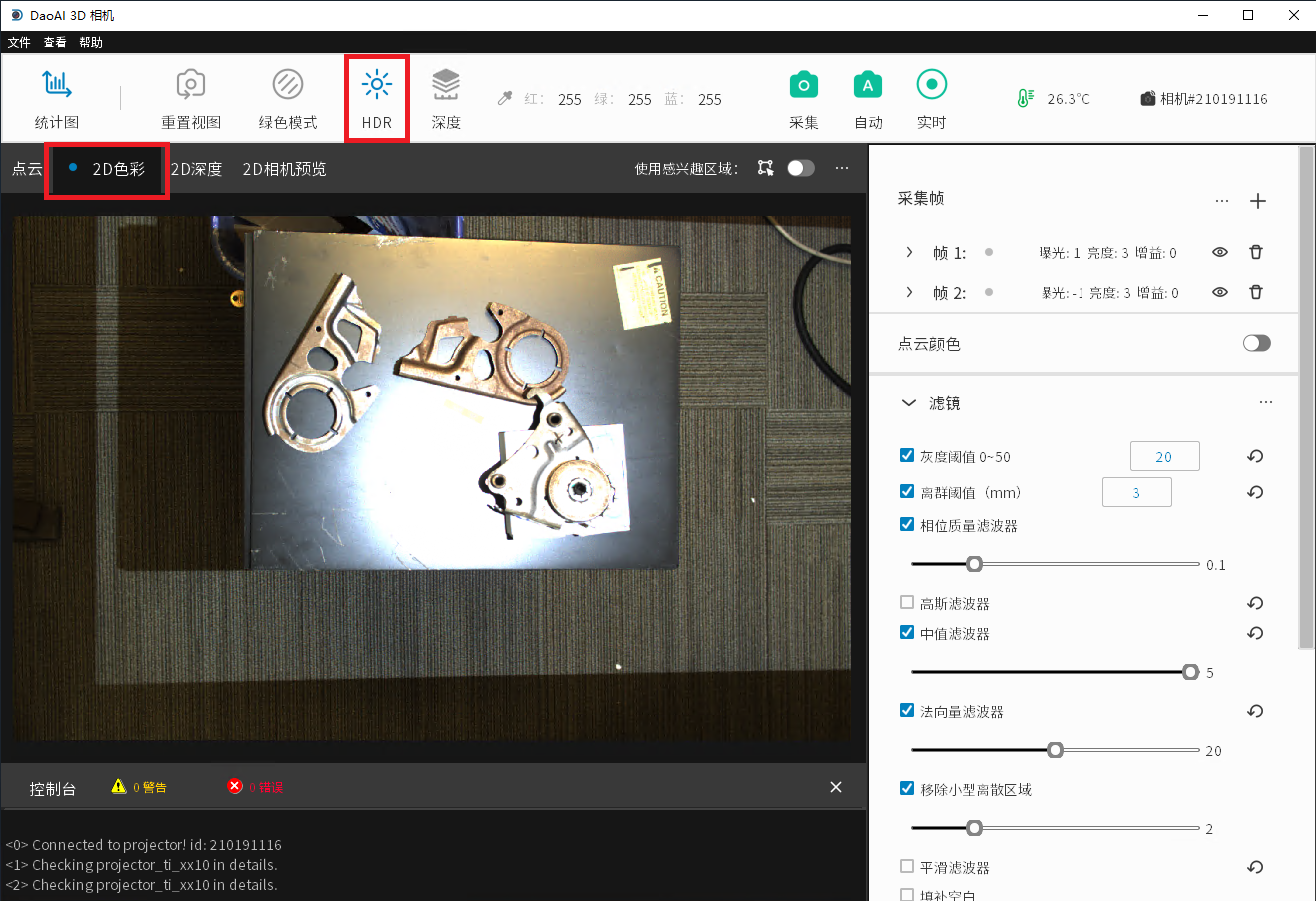 DaoAI 3D 相机
文件 查看 帮助
统计图 重置视图 绿色模式 HDR 深度 红: 255 绿: 255 蓝: 255 采集 自动 实时 26.3℃ 相机#210191116
点云 2D色彩 2D深度 2D相机预览 使用感兴趣区域: ...
CAUTION
控制台 0 警告 0 错误
<0> Connected to projector! id: 210191116
<1> Checking projector_ti_xx10 in details.
<2> Checking projector_ti_xx10 in details.
采集帧 ...
帧 1: 曝光: 1 亮度: 3 增益: 0
帧 2: 曝光: -1 亮度: 3 增益: 0
点云颜色
滤镜 ...
灰度阈值 0~50 20
离群阈值（mm） 3
相位质量滤波器
0.1
高斯滤波器
中值滤波器
5
法向量滤波器
20
移除小型离散区域
2
平滑滤波器
填补空白